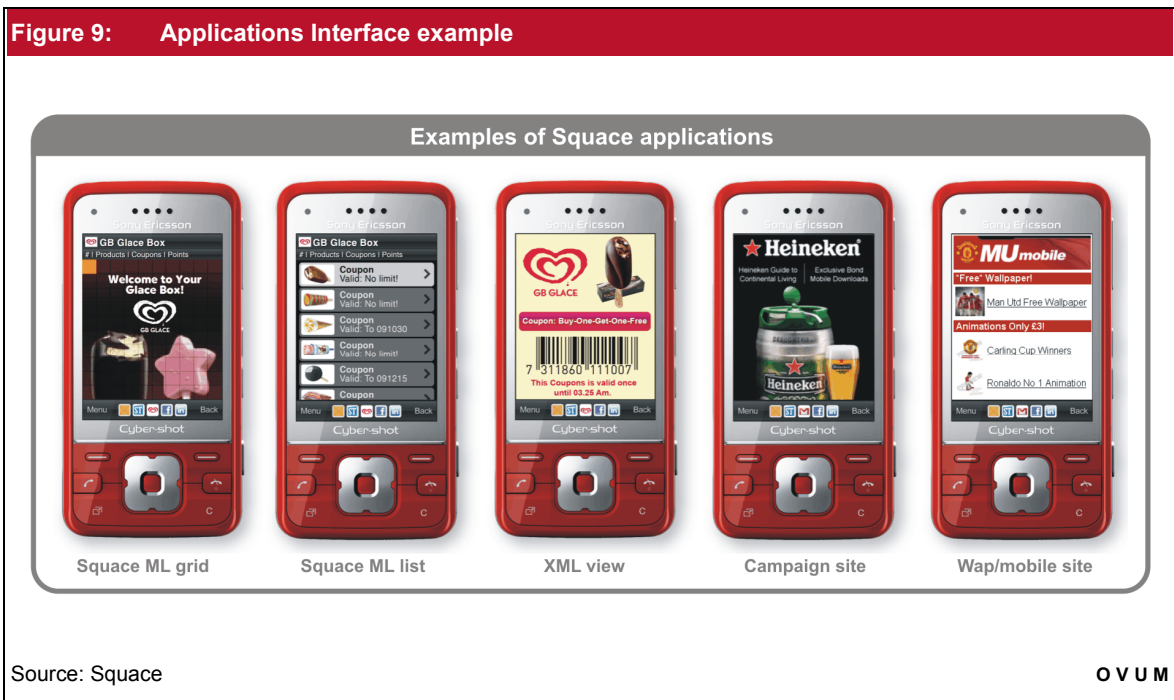 Figure 9: Applications Interface example
Examples of Squace applications
Sony Ericsson
GB Glace Box
# I Products I Coupons I Points
Welcome to Your
Glace Box!
GB GLACE
Menu
Back
Cyber-shot
C
Squace ML grid
Sony Ericsson
GB Glace Box
# I Products I Coupons I Points
Coupon
Valid: No limit!
Coupon
Valid: No limit!
Coupon
Valid: To 091030
Coupon
Valid: No limit!
Coupon
Valid: To 091215
Coupon
Menu
Back
Cyber-shot
C
Squace ML list
Sony Ericsson
GB GLACE
Coupon: Buy-One-Get-One-Free
7 311860 111007
This Coupons is valid once
until 03.25 Am.
Menu
Back
Cyber-shot
C
XML view
Sony Ericsson
Heineken
Heineken Guide to
Continental Living
Exclusive Bond
Mobile Downloads
Heineken
Menu
Back
Cyber-shot
C
Campaign site
Sony Ericsson
MU mobile
"Free" Wallpaper!
Man Utd Free Wallpaper
Animations Only £3!
Carling Cup Winners
Ronaldo No 1 Animation
Menu
Back
Cyber-shot
C
Wap/mobile site
Source: Squace
OVUM